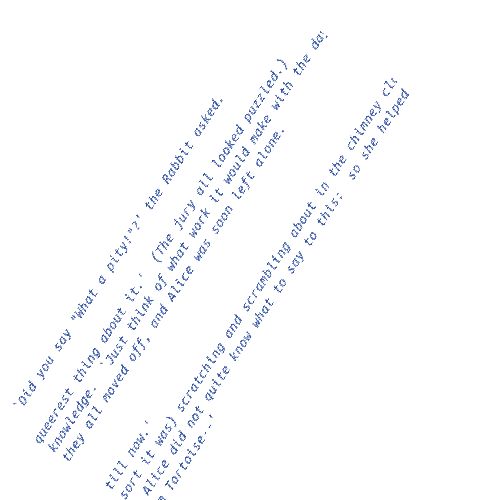 `Did you say "What a pity!"?' the Rabbit asked.
queerest thing about it.'  (The jury all looked puzzled.)
knowledge.  `Just think of what work it would make with the
they all moved off, and Alice was soon left alone.
till now.'
sort it was) scratching and scrambling about in the chimney
Alice did not quite know what to say to this:  so she helped
Tortoise--'